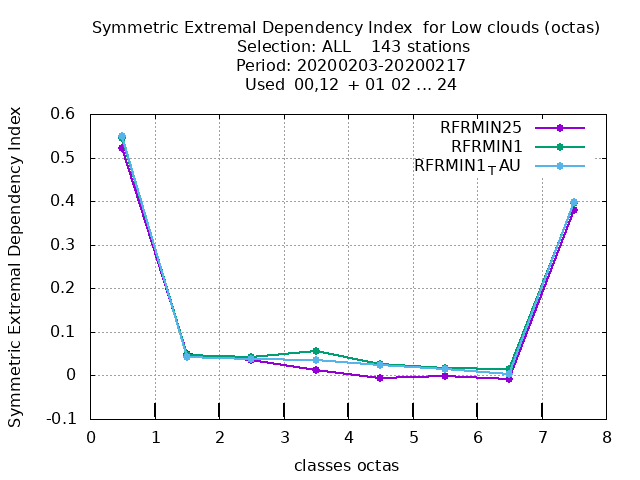 Symmetric Extremal Dependency Index  for Low clouds (octas)
Selection: ALL    143 stations
Period: 20200203-20200217
Used  00,12  + 01 02 ... 24
Symmetric Extremal Dependency Index
0.6
0.5
0.4
0.3
0.2
0.1
0
-0.1
RFRMIN25
RFRMIN1
RFRMIN1TAU
0 1 2 3 4 5 6 7 8
classes octas